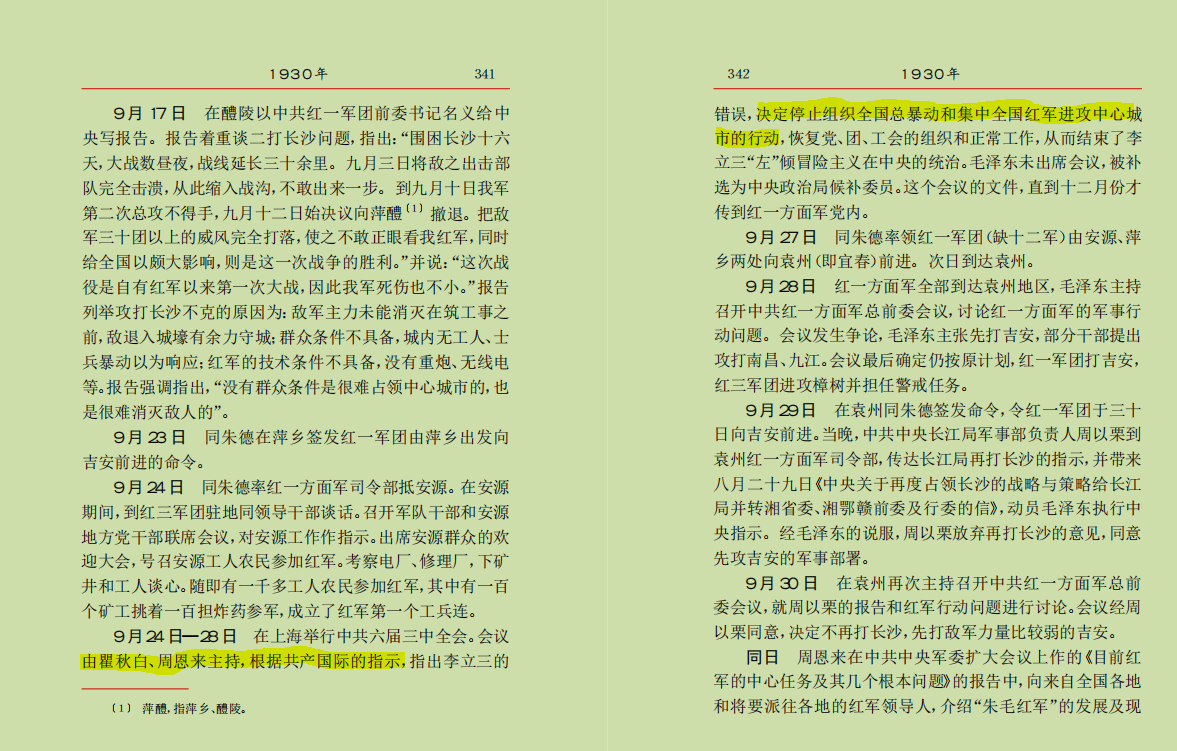 1930年 341
9月17日 在醴陵以中共红一军团前委书记名义给中
央写报告。报告着重谈二打长沙问题,指出:“围困长沙十六
天,大战数昼夜,战线延长三十余里。九月三日将敌之出击部
队完全击溃,从此缩入战沟,不敢出来一步。到九月十日我军
第二次总攻不得手,九月十二日始决议向萍醴〔1〕撤退。把敌
军三十团以上的威风完全打落,使之不敢正眼看我红军,同时
给全国以颇大影响,则是这一次战争的胜利。”并说:“这次战
役是自有红军以来第一次大战,因此我军死伤也不小。”报告
列举攻打长沙不克的原因为:敌军主力未能消灭在筑工事之
前,敌退入城壕有余力守城;群众条件不具备,城内无工人、士
兵暴动以为响应;红军的技术条件不具备,没有重炮、无线电
等。报告强调指出,“没有群众条件是很难占领中心城市的,也
是很难消灭敌人的”。
9月23日 同朱德在萍乡签发红一军团由萍乡出发向
吉安前进的命令。
9月24日 同朱德率红一方面军司令部抵安源。在安源
期间,到红三军团驻地同领导干部谈话。召开军队干部和安源
地方党干部联席会议,对安源工作作指示。出席安源群众的欢
迎大会,号召安源工人农民参加红军。考察电厂、修理厂,下矿
井和工人谈心。随即有一千多工人农民参加红军,其中有一百
个矿工挑着一百担炸药参军,成立了红军第一个工兵连。
9月24日—28日 在上海举行中共六届三中全会。会议
由瞿秋白、周恩来主持,根据共产国际的指示,指出李立三的
〔1〕 萍醴,指萍乡、醴陵。
342 1930年
错误,决定停止组织全国总暴动和集中全国红军进攻中心城
市的行动,恢复党、团、工会的组织和正常工作,从而结束了李
立三“左”倾冒险主义在中央的统治。毛泽东未出席会议,被补
选为中央政治局候补委员。这个会议的文件,直到十二月份才
传到红一方面军党内。
9月27日 同朱德率领红一军团(缺十二军)由安源、萍
乡两处向袁州(即宜春)前进。次日到达袁州。
9月28日 红一方面军全部到达袁州地区,毛泽东主持
召开中共红一方面军总前委会议,讨论红一方面军的军事行
动问题。会议发生争论,毛泽东主张先打吉安,部分干部提出
攻打南昌、九江。会议最后确定仍按原计划,红一军团打吉安,
红三军团进攻樟树并担任警戒任务。
9月29日 在袁州同朱德签发命令,令红一军团于三十
日向吉安前进。当晚,中共中央长江局军事部负责人周以栗到
袁州红一方面军司令部,传达长江局再打长沙的指示,并带来
八月二十九日《中央关于再度占领长沙的战略与策略给长江
局并转湘省委、湘鄂赣前委及行委的信》,动员毛泽东执行中
央指示。经毛泽东的说服,周以栗放弃再打长沙的意见,同意
先攻吉安的军事部署。
9月30日 在袁州再次主持召开中共红一方面军总前
委会议,就周以栗的报告和红军行动问题进行讨论。会议经周
以栗同意,决定不再打长沙,先打敌军力量比较弱的吉安。
同日 周恩来在中共中央军委扩大会议上作的《目前红
军的中心任务及其几个根本问题》的报告中,向来自全国各地
和将要派往各地的红军领导人,介绍“朱毛红军”的发展及现